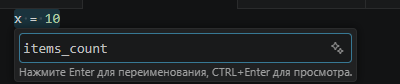 x = 10
items_count
Нажмите Enter для переименования, CTRL+Enter для просмотра.